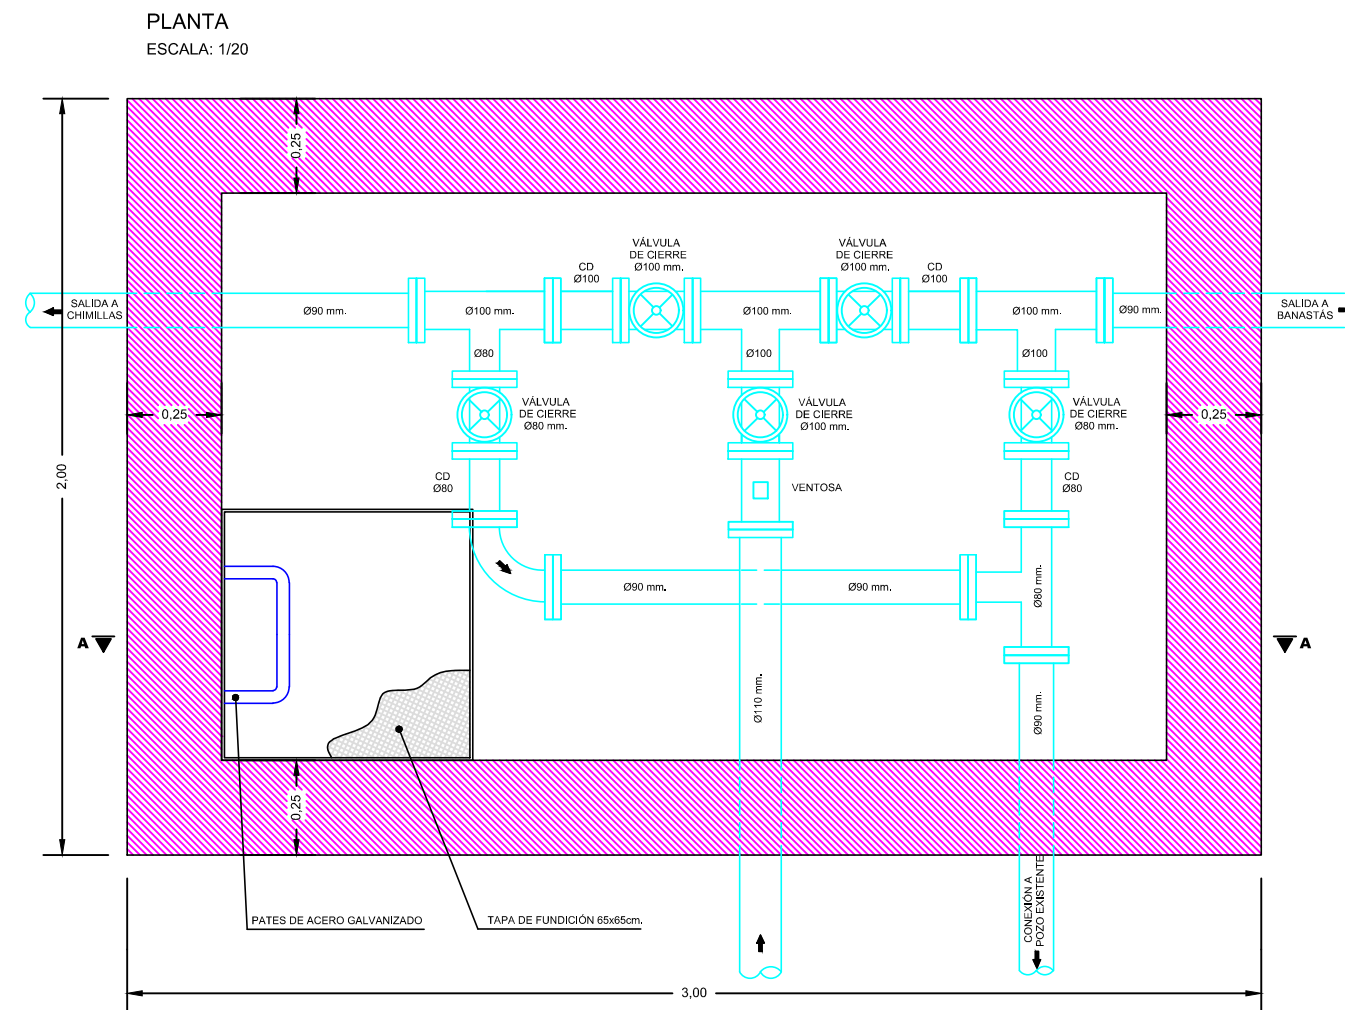 PLANTA
ESCALA: 1/20
0,25
VÁLVULA
DE CIERRE
Ø100 mm.
VÁLVULA
DE CIERRE
Ø100 mm.
CD
Ø100
CD
Ø100
SALIDA A
CHIMILLAS
Ø90 mm.
Ø100 mm.
Ø100 mm.
Ø100 mm.
Ø90 mm.
SALIDA A
BANASTÁS
Ø80
Ø100
Ø100
0,25
VÁLVULA
DE CIERRE
Ø80 mm.
VÁLVULA
DE CIERRE
Ø100 mm.
VÁLVULA
DE CIERRE
Ø80 mm.
0,25
2,00
CD
Ø80
VENTOSA
CD
Ø80
Ø90 mm.
Ø90 mm.
Ø80 mm.
A
A
Ø110 mm.
Ø90 mm.
0,25
PATES DE ACERO GALVANIZADO
TAPA DE FUNDICIÓN 65x65cm.
CONEXIÓN A
POZO EXISTENTE
3,00